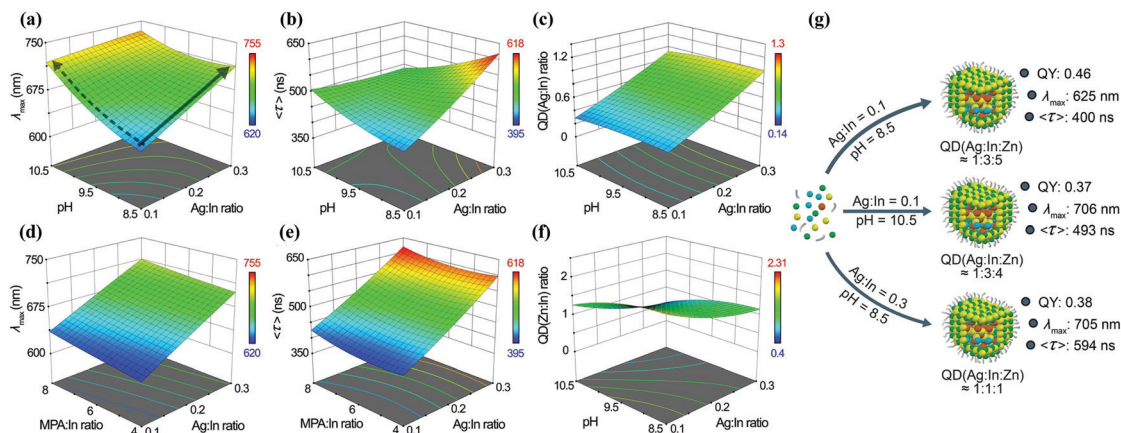 (a)
755
620
λmax (nm)
750
675
600
10.5
9.5
8.5
pH
0.1
0.2
0.3
Ag:In ratio
(b)
618
395
<τ> (ns)
650
550
450
350
10.5
9.5
8.5
pH
0.1
0.2
0.3
Ag:In ratio
(c)
1.3
0.14
QD(Ag:In) ratio
1.2
0.6
0
10.5
9.5
8.5
pH
0.1
0.2
0.3
Ag:In ratio
(d)
755
620
λmax (nm)
750
675
600
8
6
4
MPA:In ratio
0.1
0.2
0.3
Ag:In ratio
(e)
618
395
<τ> (ns)
650
500
350
8
6
4
MPA:In ratio
0.1
0.2
0.3
Ag:In ratio
(f)
2.31
0.4
QD(Zn:In) ratio
2.5
2
1
0
10.5
9.5
8.5
pH
0.1
0.2
0.3
Ag:In ratio
(g)
Ag:In = 0.1
pH = 8.5
QY: 0.46
λmax: 625 nm
<τ>: 400 ns
QD(Ag:In:Zn)
≈ 1:3:5
Ag:In = 0.1
pH = 10.5
QY: 0.37
λmax: 706 nm
<τ>: 493 ns
QD(Ag:In:Zn)
≈ 1:3:4
Ag:In = 0.3
pH = 8.5
QY: 0.38
λmax: 705 nm
<τ>: 594 ns
QD(Ag:In:Zn)
≈ 1:1:1